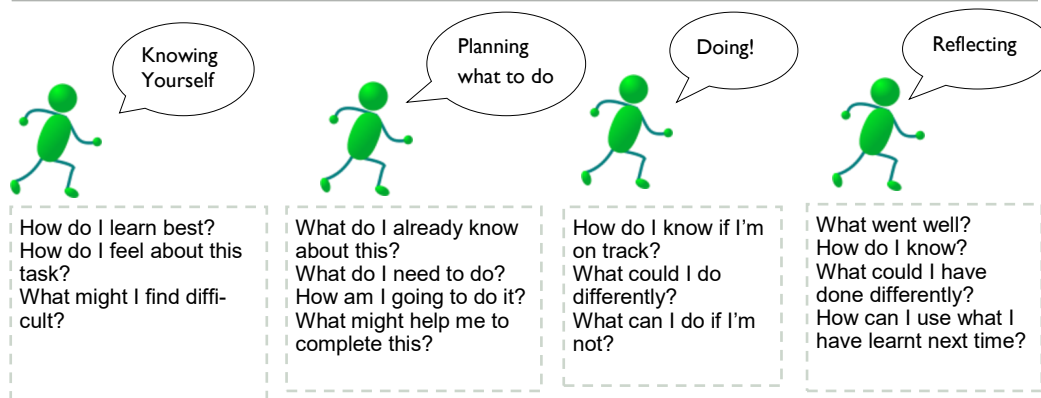 Knowing
Yourself
Planning
what to do
Doing!
Reflecting
How do I learn best?
How do I feel about this
task?
What might I find diffi-
cult?
What do I already know
about this?
What do I need to do?
How am I going to do it?
What might help me to
complete this?
How do I know if I'm
on track?
What could I do
differently?
What can I do if I'm
not?
What went well?
How do I know?
What could I have
done differently?
How can I use what I
have learnt next time?